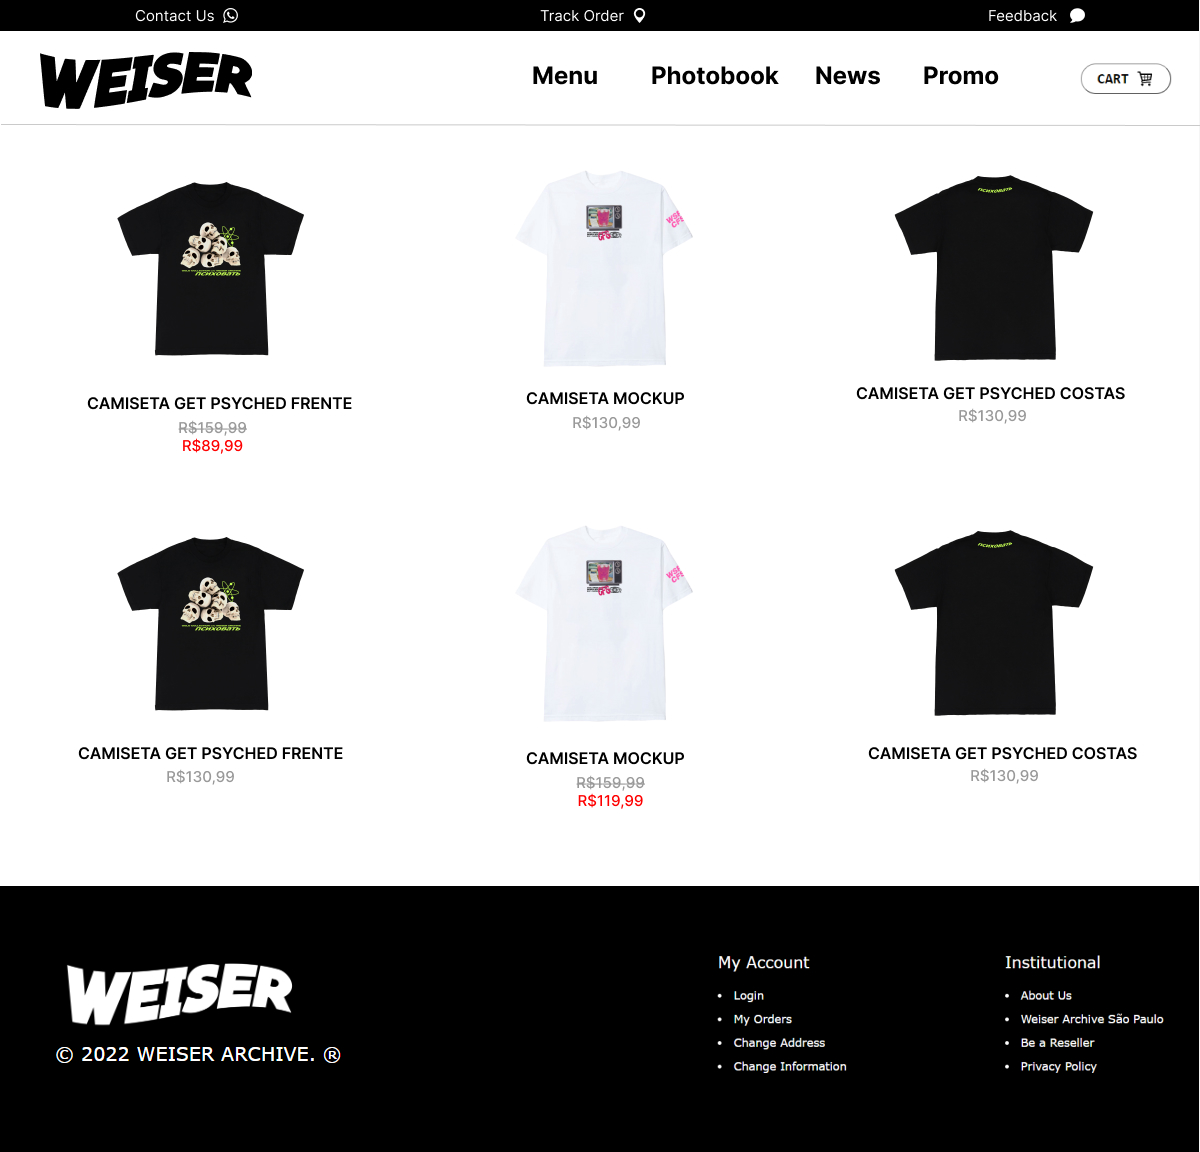 Contact Us
Track Order
Feedback
WEISER
Menu
Photobook
News
Promo
CART
ПСИХОВАТЬ
ПСИХОВАТЬ
CAMISETA GET PSYCHED FRENTE
R$159,99
R$89,99
CAMISETA MOCKUP
R$130,99
CAMISETA GET PSYCHED COSTAS
R$130,99
ПСИХОВАТЬ
ПСИХОВАТЬ
CAMISETA GET PSYCHED FRENTE
R$130,99
CAMISETA MOCKUP
R$159,99
R$119,99
CAMISETA GET PSYCHED COSTAS
R$130,99
WEISER
© 2022 WEISER ARCHIVE. ®
My Account
Login
My Orders
Change Address
Change Information
Institutional
About Us
Weiser Archive São Paulo
Be a Reseller
Privacy Policy